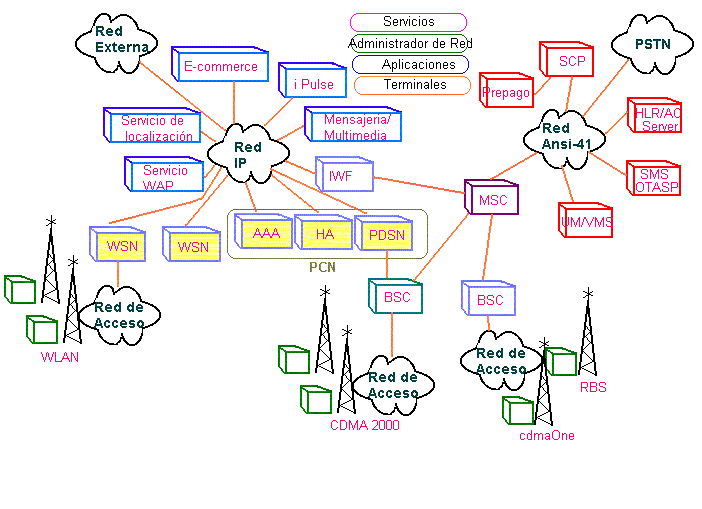 Servicios
Administrador de Red
Aplicaciones
Terminales
Red
Externa
E-commerce
i Pulse
Servicio de
localización
Mensajeria/
Multimedia
Servicio
WAP
Red
IP
IWF
SCP
Prepago
PSTN
Red
Ansi-41
HLR/AC
Server
SMS
OTASP
UM/VMS
MSC
WSN
WSN
AAA
HA
PDSN
PCN
BSC
BSC
Red de
Acceso
WLAN
Red de
Acceso
CDMA 2000
Red de
Acceso
RBS
cdmaOne